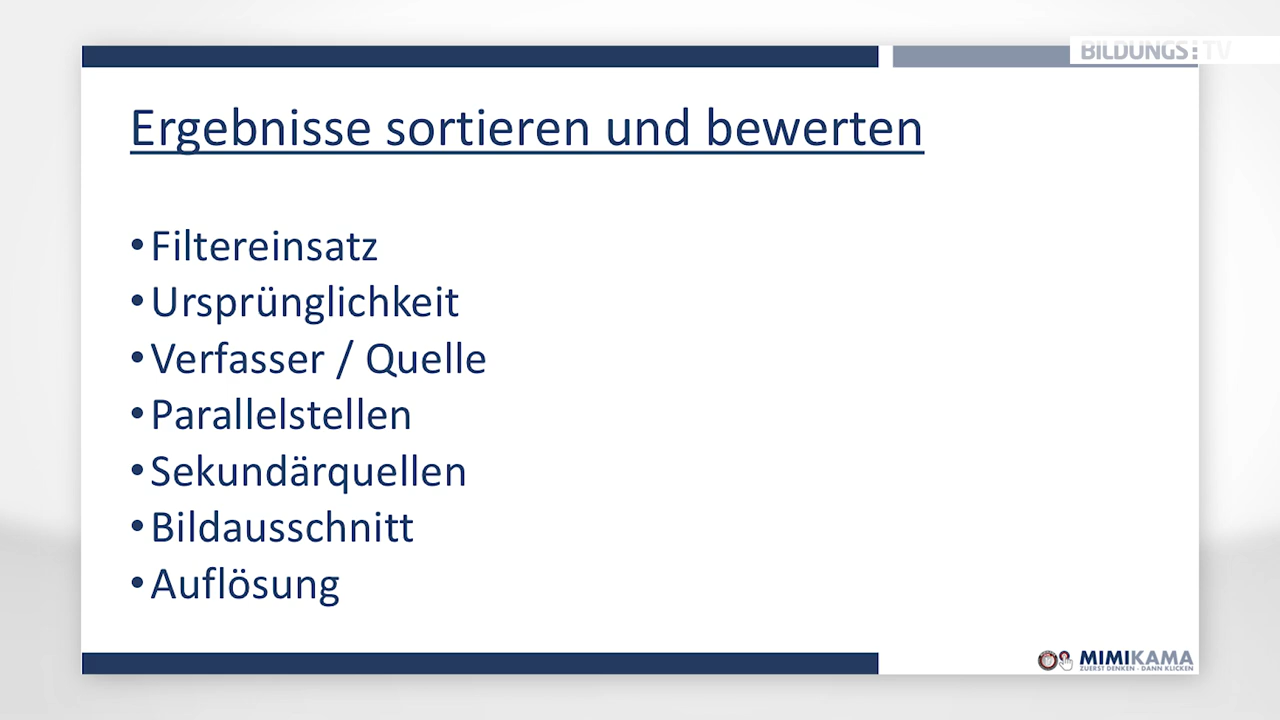 BILDUNGS:TV
Ergebnisse sortieren und bewerten
•Filtereinsatz
•Ursprünglichkeit
•Verfasser / Quelle
•Parallelstellen
•Sekundärquellen
•Bildausschnitt
•Auflösung
MIMIKAMA
ZUERST DENKEN - DANN KLICKEN